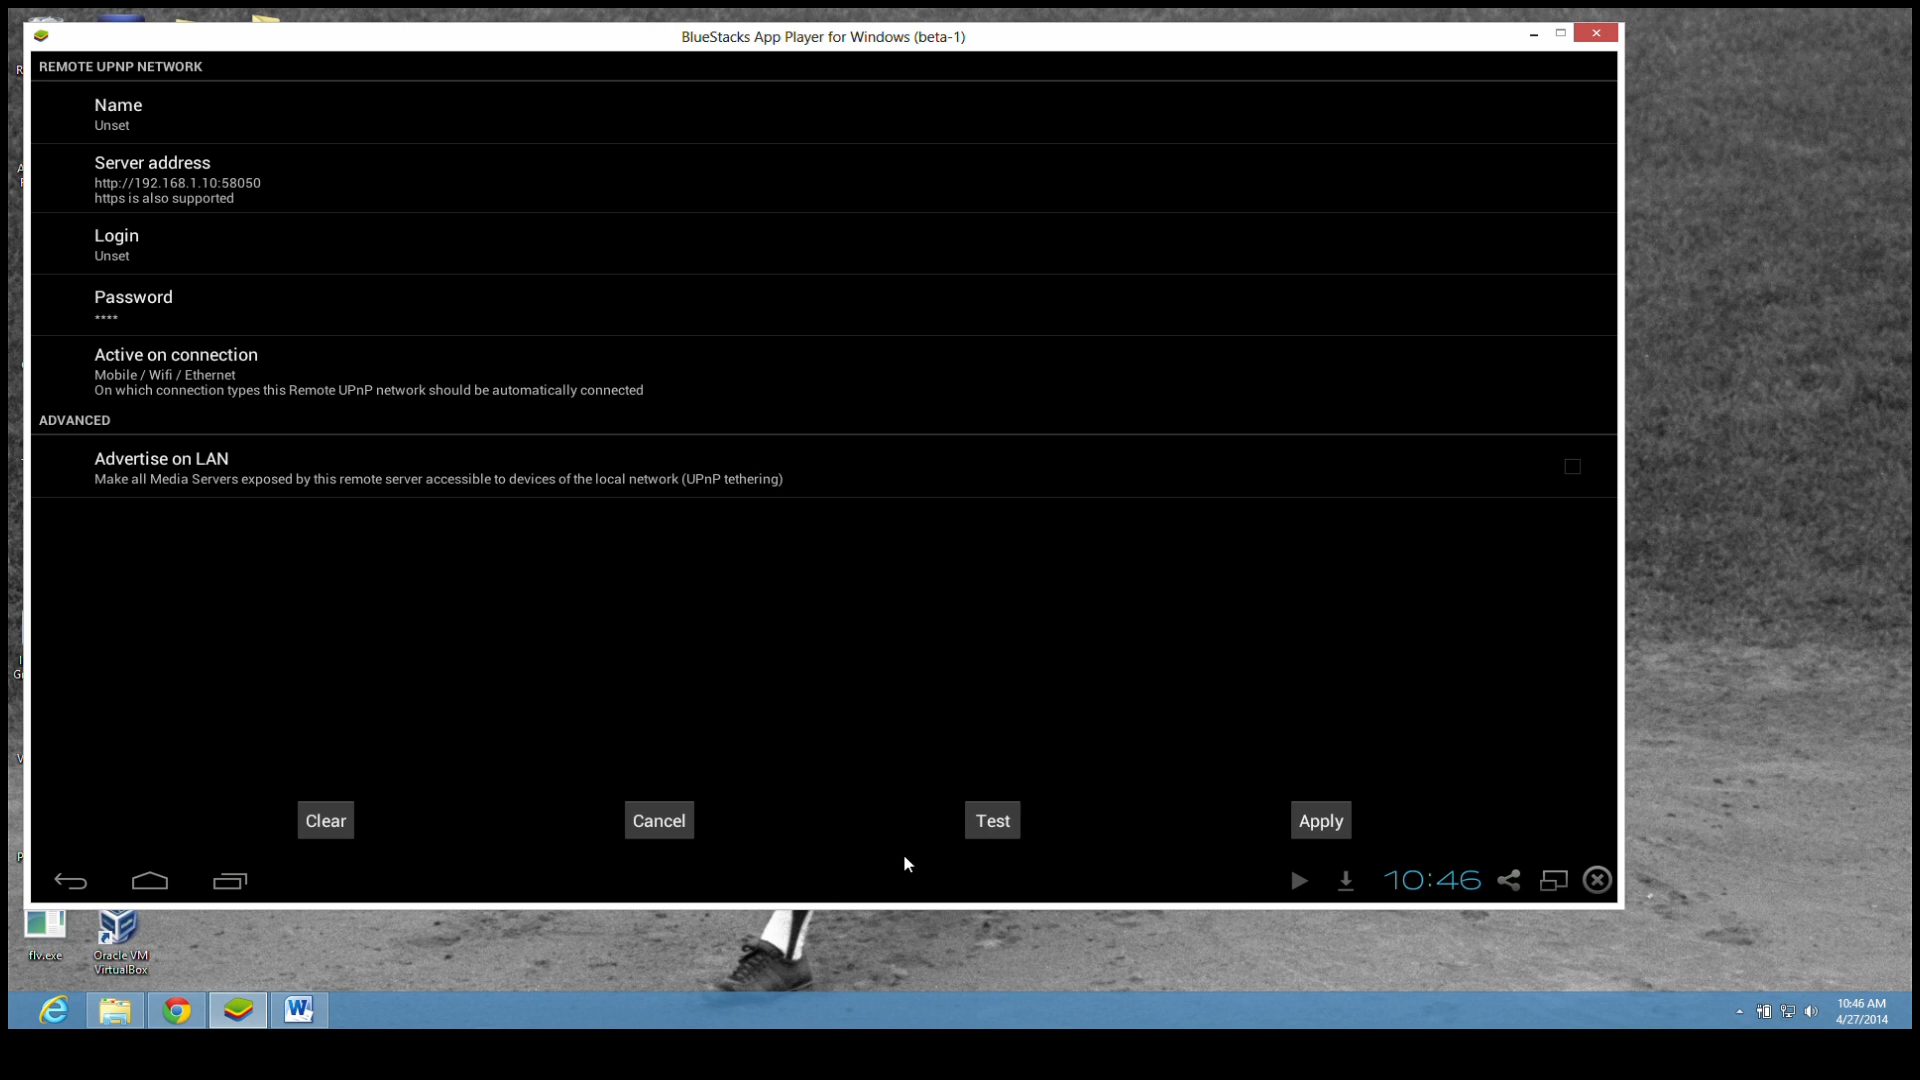 BlueStacks App Player for Windows (beta-1)
REMOTE UPNP NETWORK
Name
Unset
Server address
http://192.168.1.10:58050
https is also supported
Login
Unset
Password
****
Active on connection
Mobile / Wifi / Ethernet
On which connection types this Remote UPnP network should be automatically connected
ADVANCED
Advertise on LAN
Make all Media Servers exposed by this remote server accessible to devices of the local network (UPnP tethering)
Clear
Cancel
Test
Apply
10:46
flv.exe
Oracle VM
VirtualBox
10:46 AM
4/27/2014